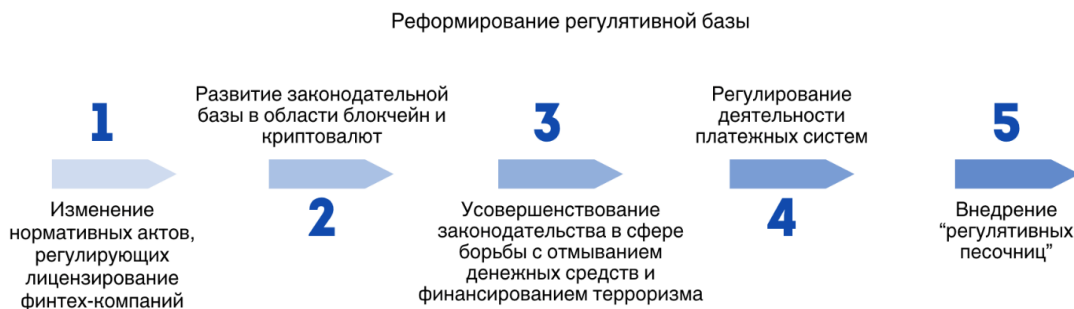 Реформирование регулятивной базы
1
Изменение
нормативных актов,
регулирующих
лицензирование
финтех-компаний
Развитие законодательной
базы в области блокчейн и
криптовалют
2
3
Усовершенствование
законодательства в сфере
борьбы с отмыванием
денежных средств и
финансированием терроризма
Регулирование
деятельности
платежных систем
4
5
Внедрение
“регулятивных
песочниц”